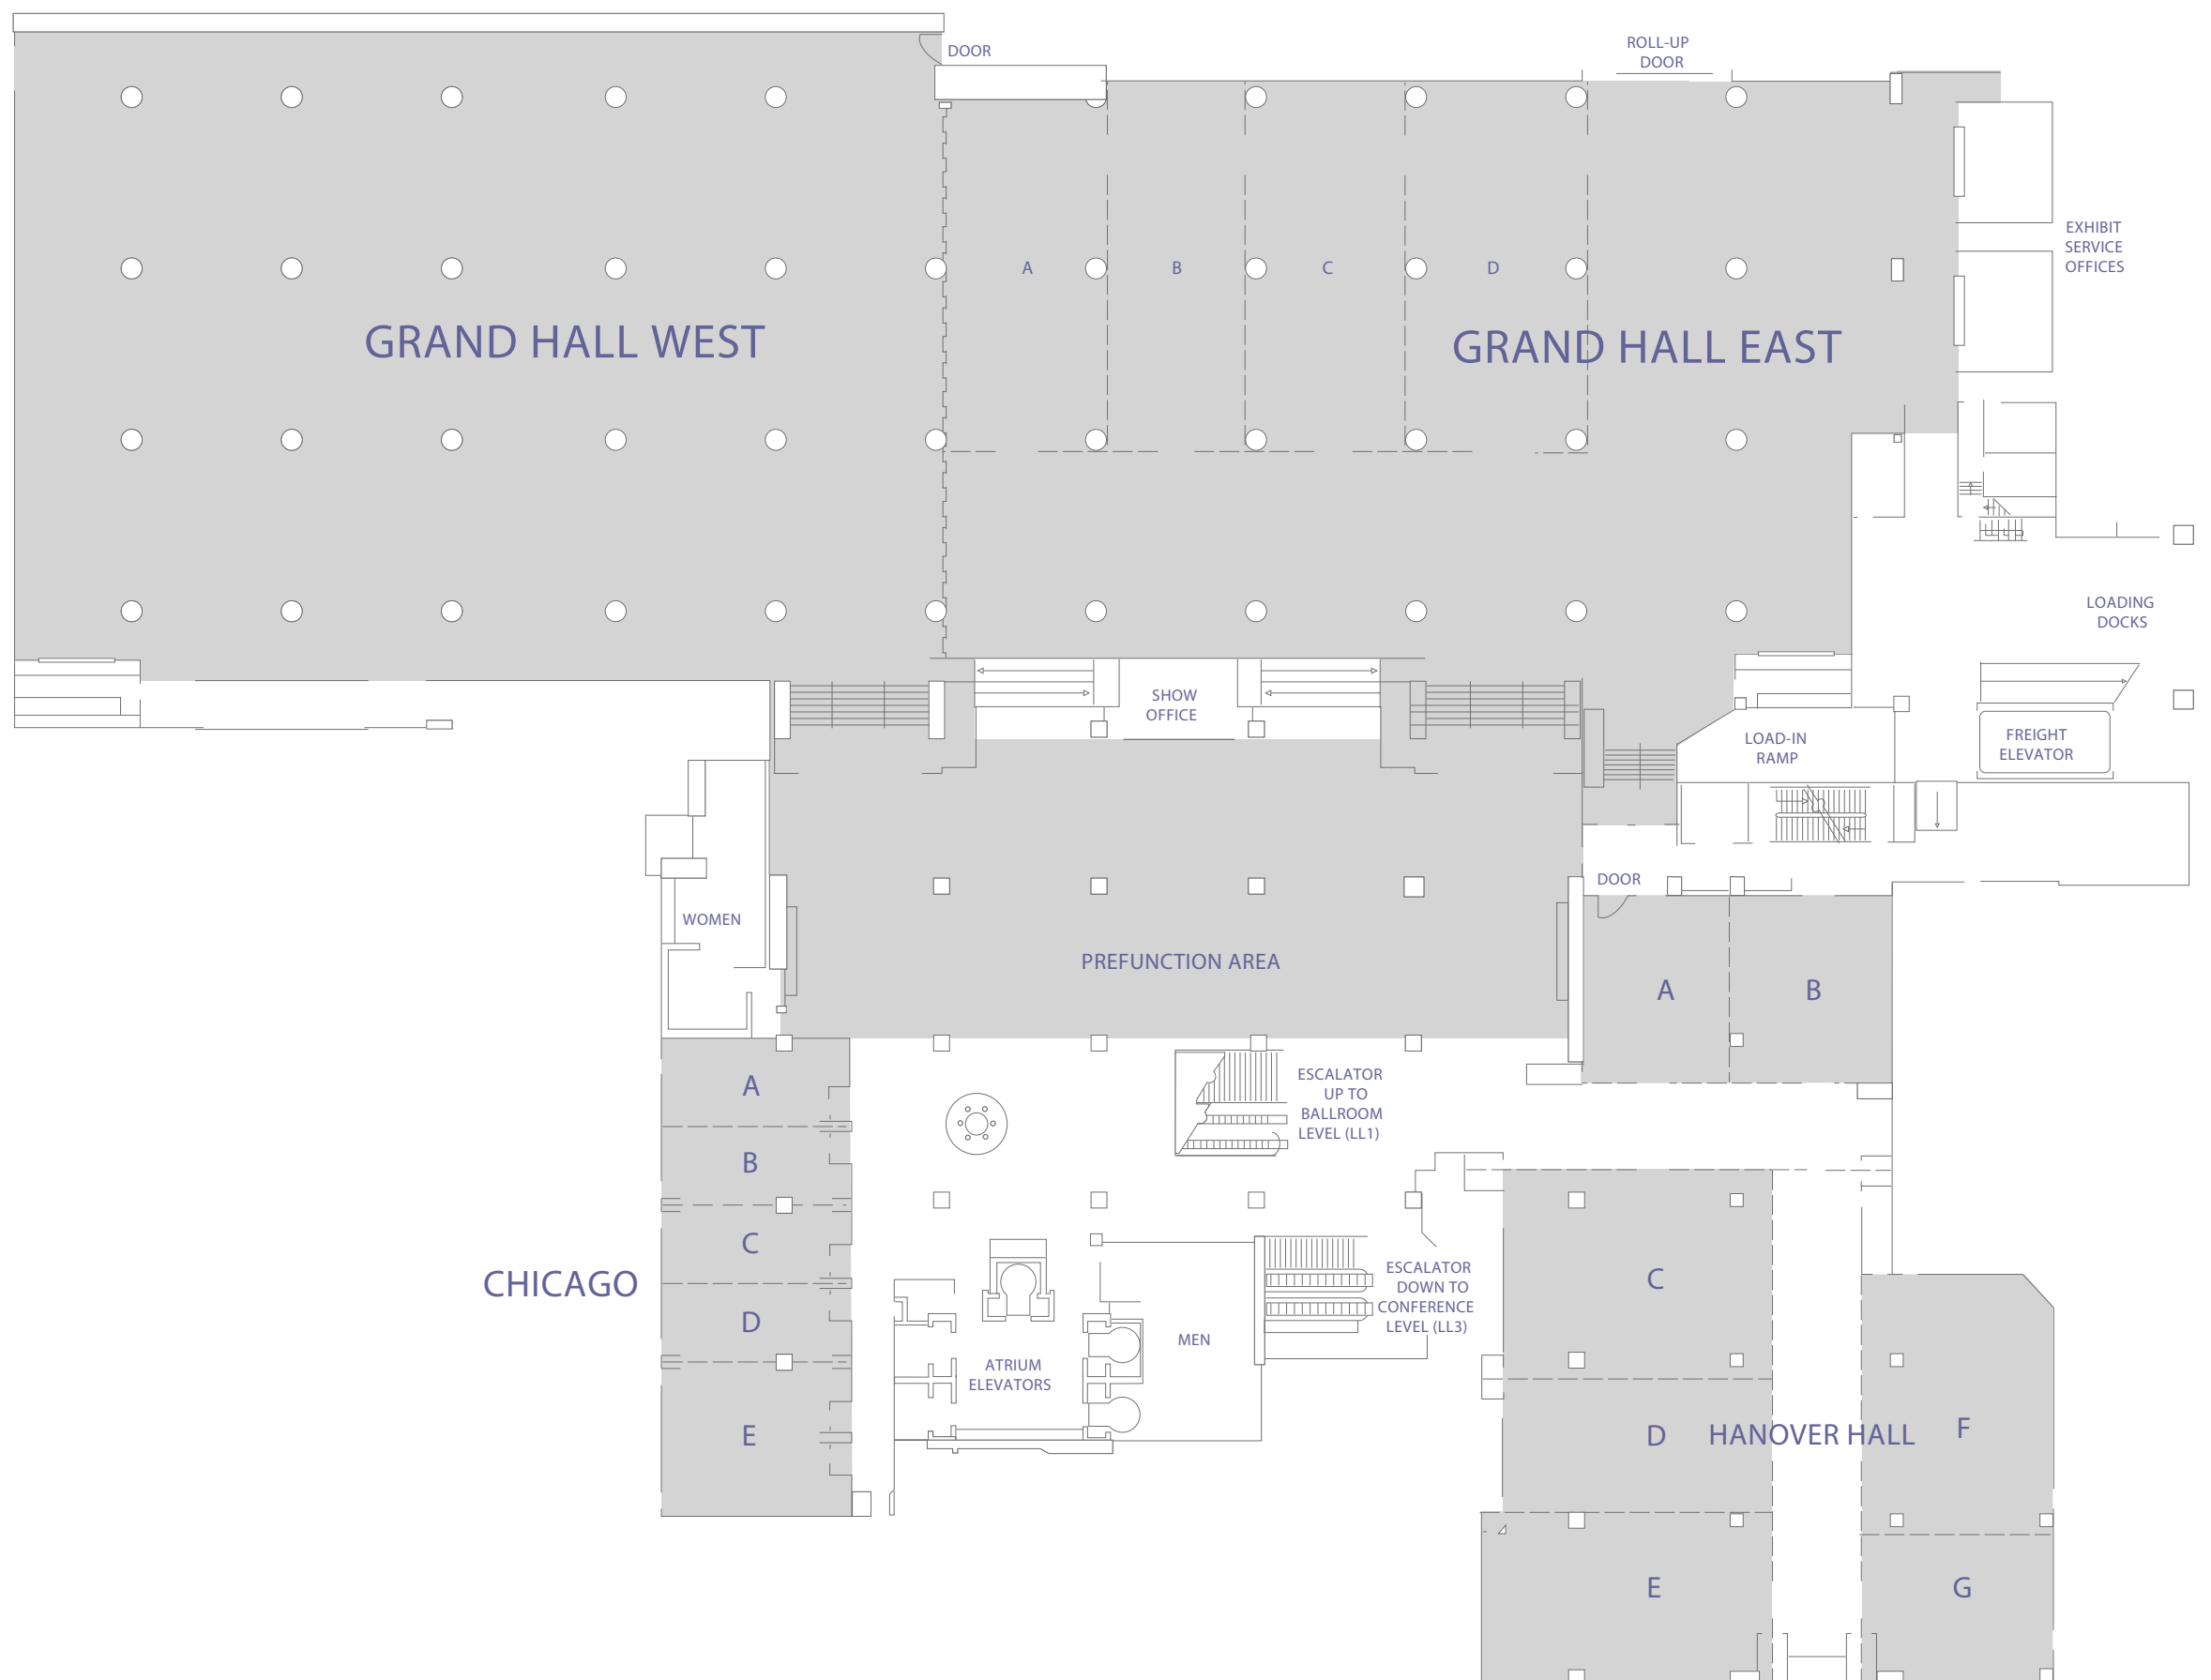 DOOR
ROLL-UP
DOOR
EXHIBIT
SERVICE
OFFICES
A
B
C
D
GRAND HALL WEST
GRAND HALL EAST
LOADING
DOCKS
SHOW
OFFICE
LOAD-IN
RAMP
FREIGHT
ELEVATOR
DOOR
WOMEN
PREFUNCTION AREA
A
B
A
B
C
D
E
CHICAGO
ESCALATOR
UP TO
BALLROOM
LEVEL (LL1)
ESCALATOR
DOWN TO
CONFERENCE
LEVEL (LL3)
MEN
ATRIUM
ELEVATORS
C
D
HANOVER HALL
F
E
G